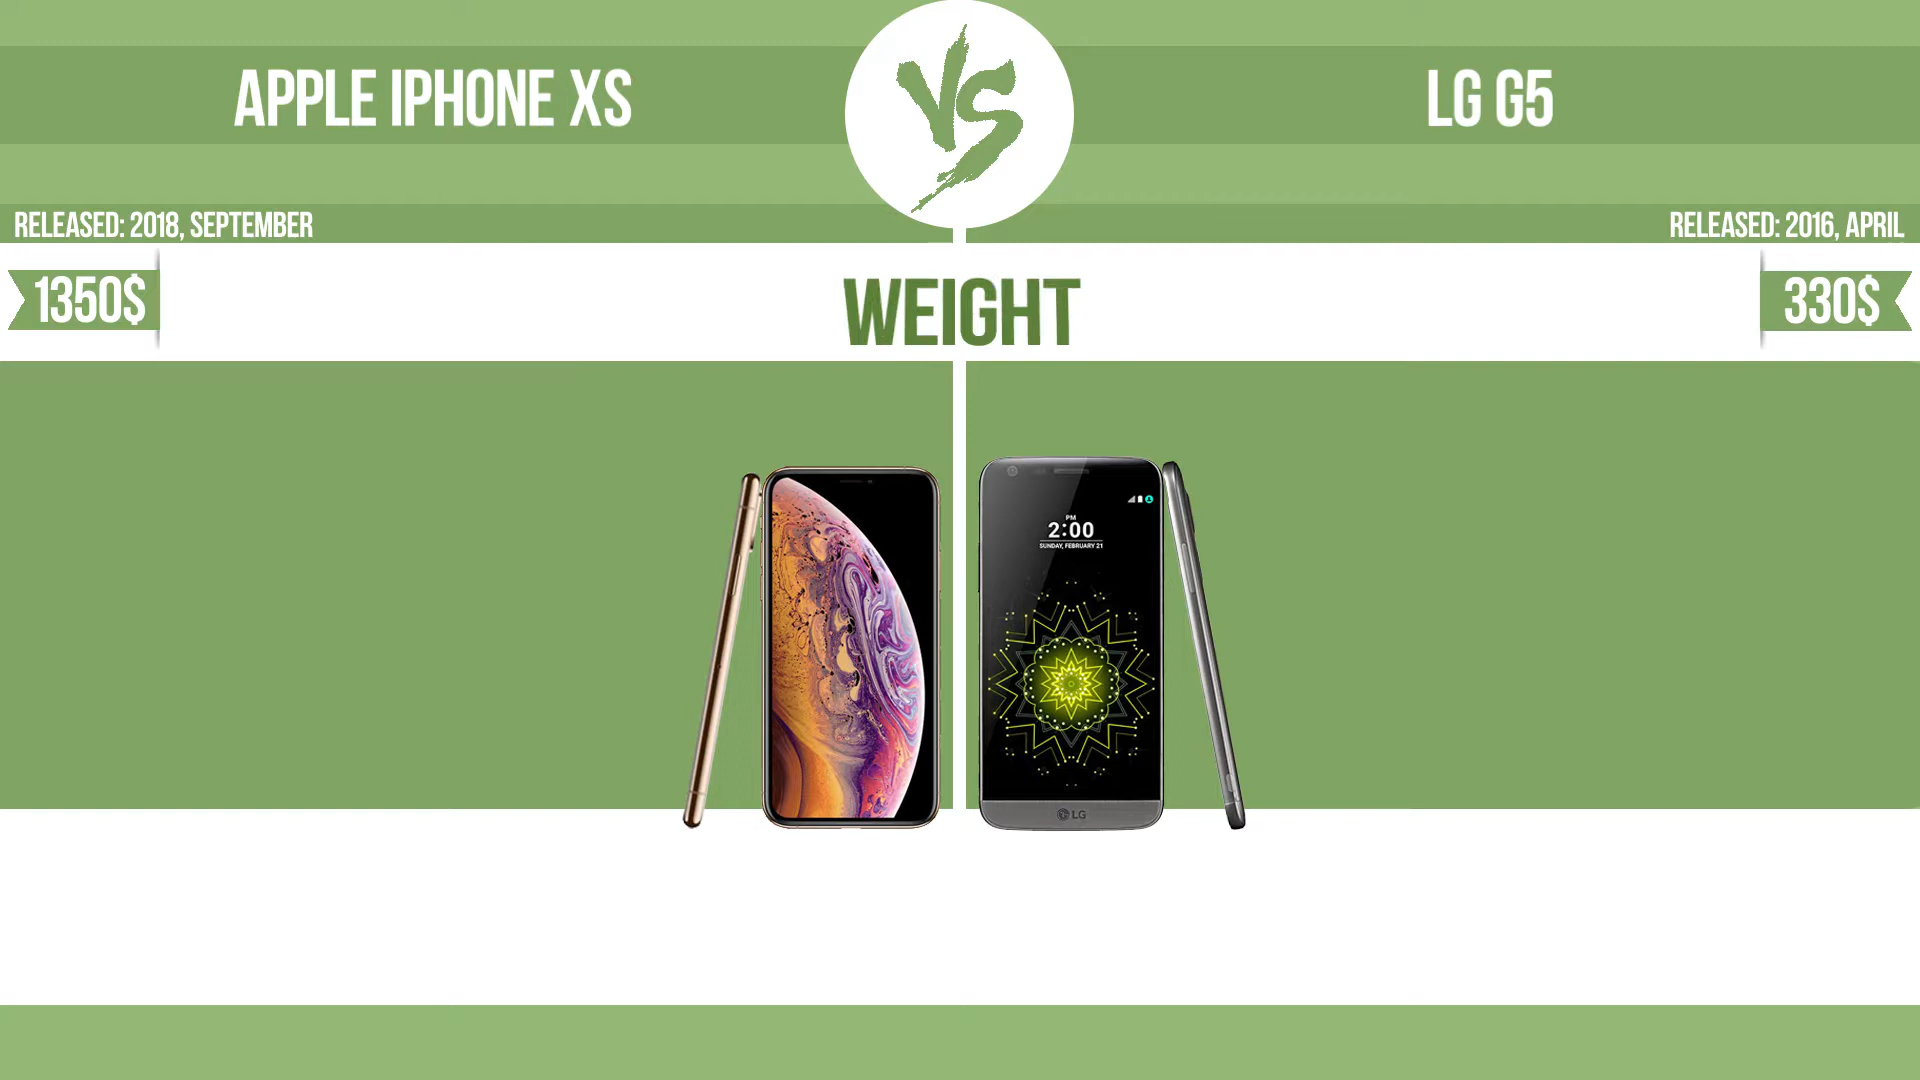 APPLE IPHONE XS
VS
LG G5
RELEASED: 2018, SEPTEMBER
RELEASED: 2016, APRIL
1350$
WEIGHT
330$
PM
2:00
SUNDAY, FEBRUARY 21
LG